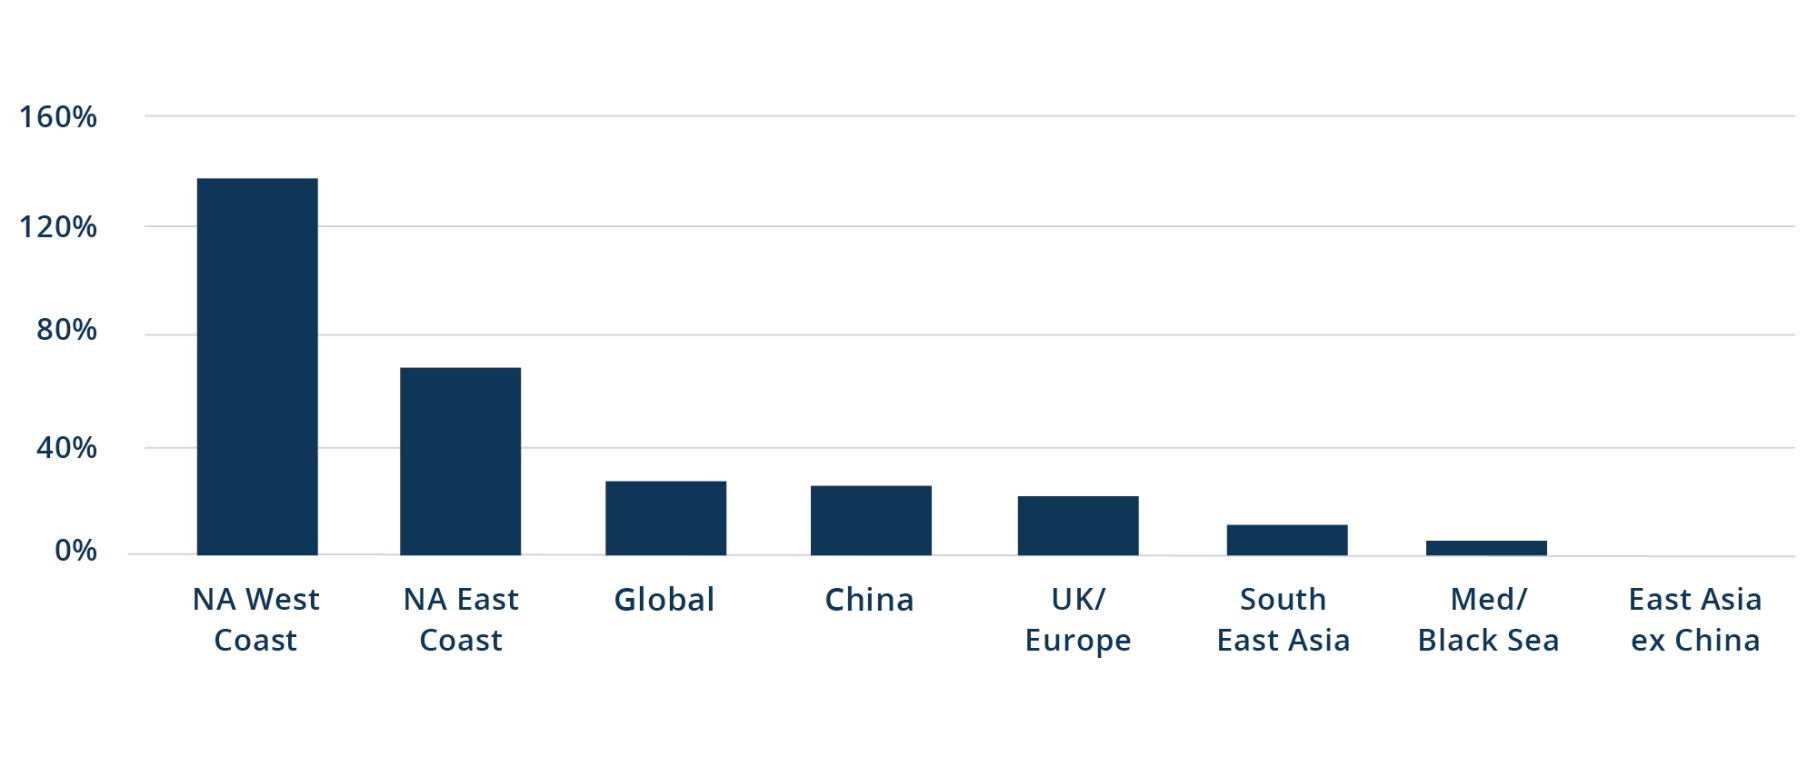 160%
120%
80%
40%
0%
NA West
Coast
NA East
Coast
Global
China
UK/
Europe
South
East Asia
Med/
Black Sea
East Asia
ex China